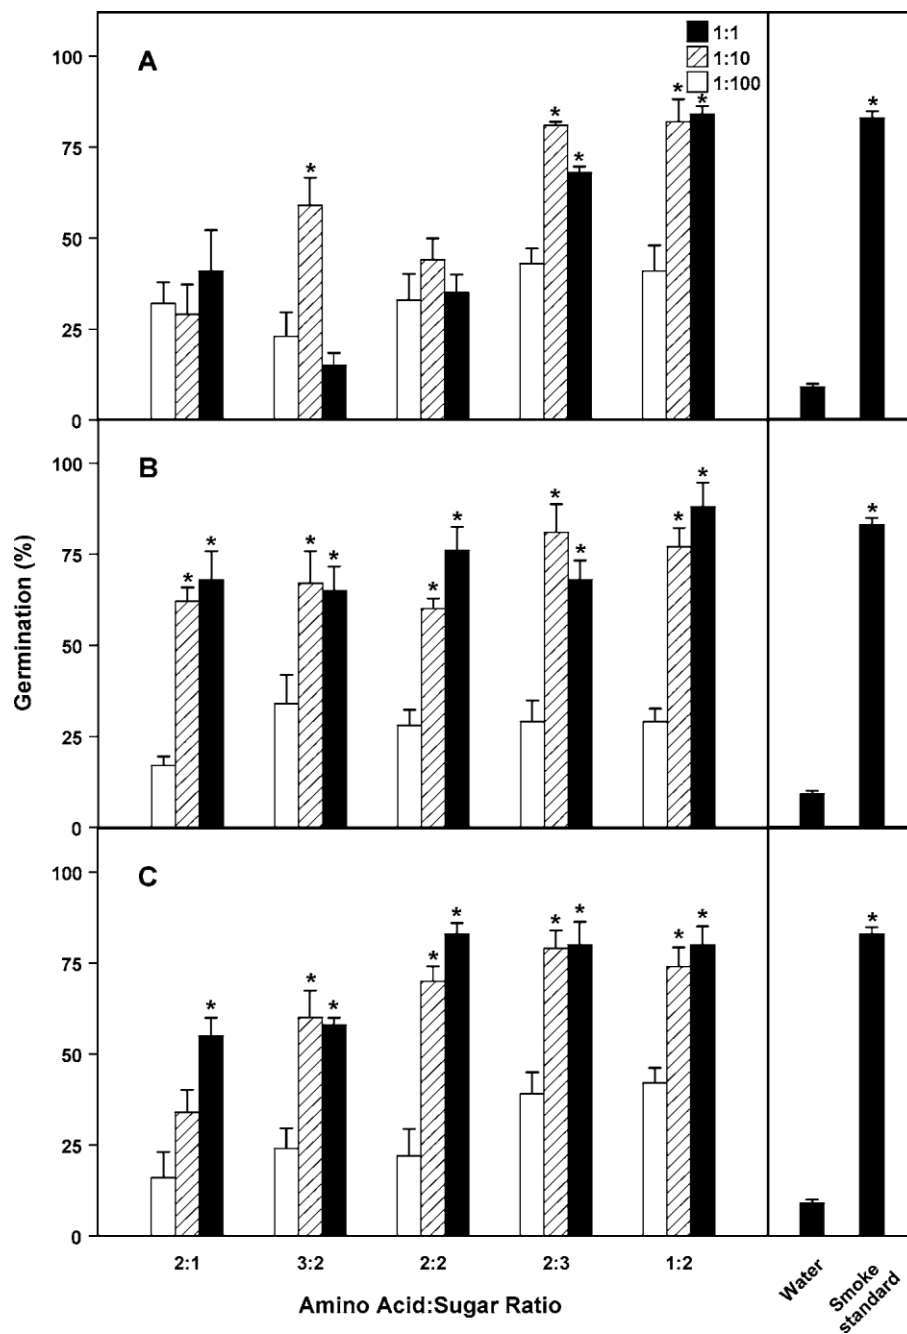 A
1:1
1:10
1:100
100
75
50
25
0
* * * * * *
B
100
75
50
25
0
* * * * * * * * * * *
C
100
75
50
25
0
* * * * * * * * * *
Germination (%)
2:1 3:2 2:2 2:3 1:2
Water
Smoke
standard
Amino Acid:Sugar Ratio